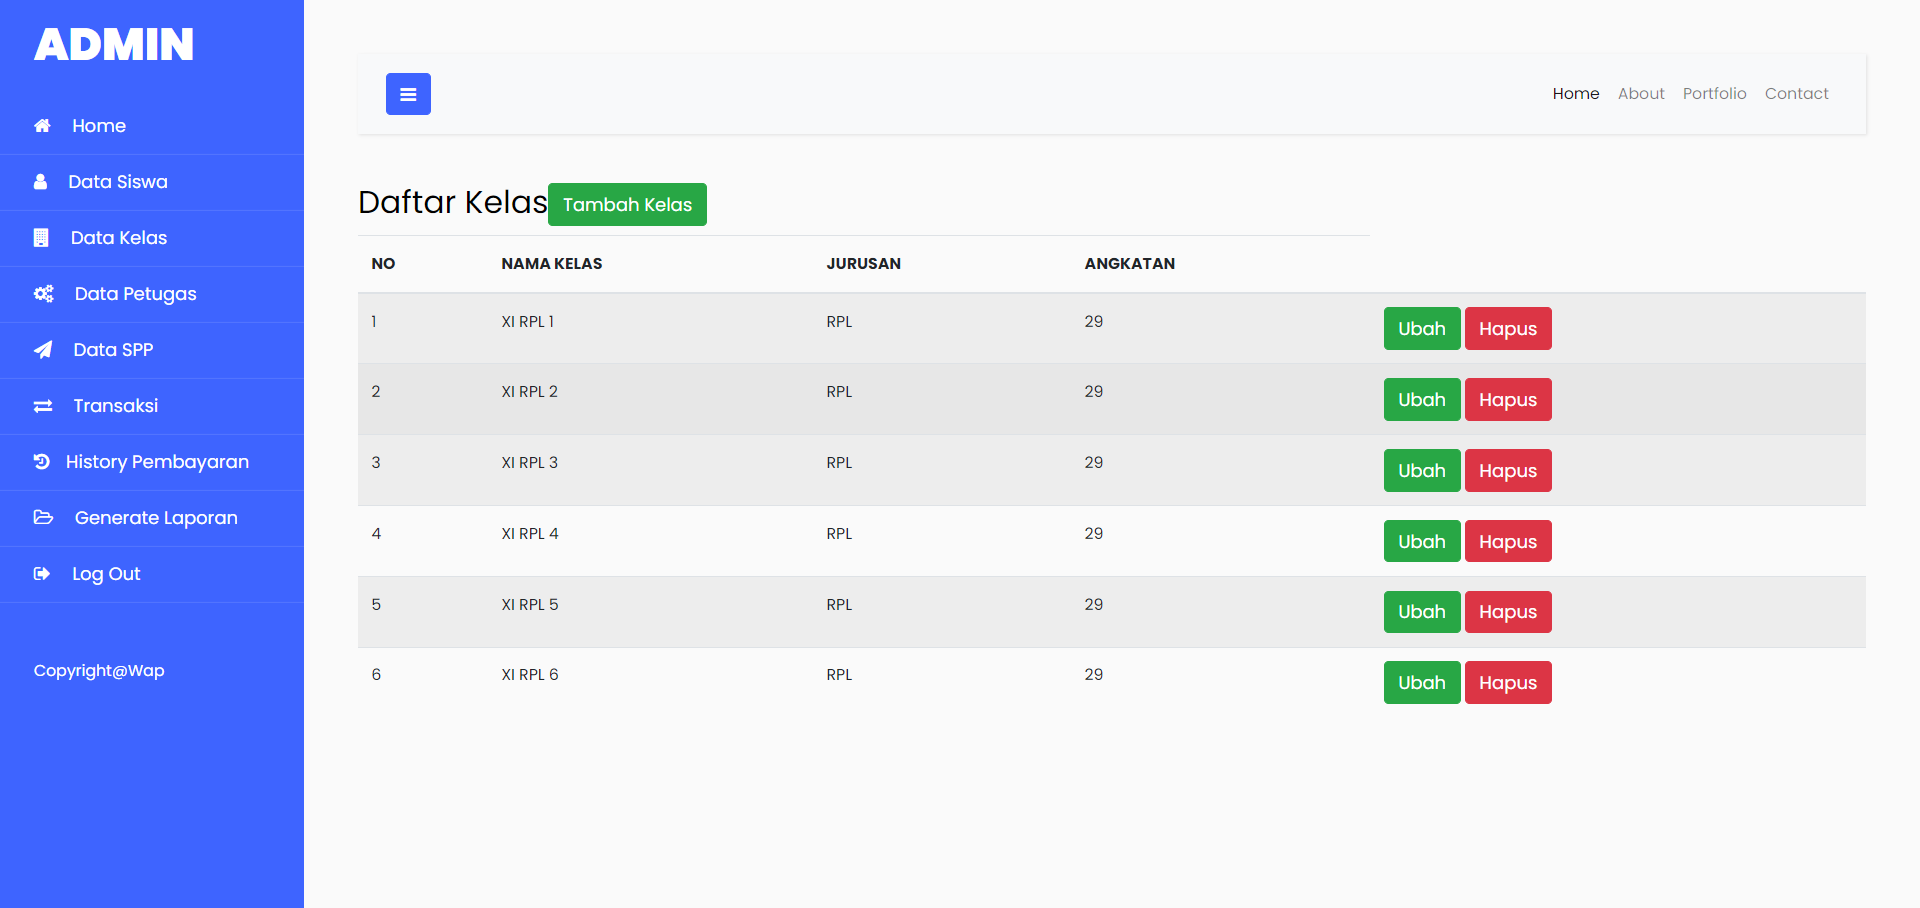 ADMIN
Home
Data Siswa
Data Kelas
Data Petugas
Data SPP
Transaksi
History Pembayaran
Generate Laporan
Log Out
Copyright@Wap
Home About Portfolio Contact
Daftar Kelas Tambah Kelas
NO NAMA KELAS JURUSAN ANGKATAN
1 XI RPL 1 RPL 29 Ubah Hapus
2 XI RPL 2 RPL 29 Ubah Hapus
3 XI RPL 3 RPL 29 Ubah Hapus
4 XI RPL 4 RPL 29 Ubah Hapus
5 XI RPL 5 RPL 29 Ubah Hapus
6 XI RPL 6 RPL 29 Ubah Hapus